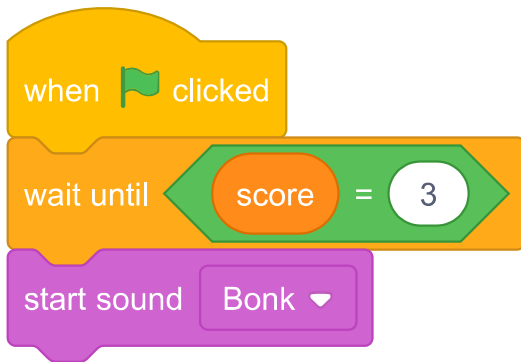 when clicked
wait until score = 3
start sound Bonk